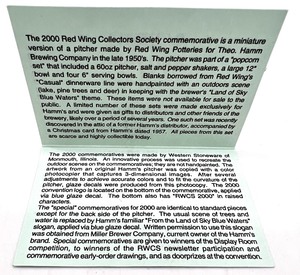 The 2000 Red Wing Collectors Society commemorative is a miniature
version of a pitcher made by Red Wing Potteries for Theo. Hamm
Brewing Company in the late 1950's. The pitcher was part of a "popcorn
set" that included a 60oz pitcher, salt and pepper shakers, a large 12"
bowl and four 6" serving bowls. Blanks borrowed from Red Wing's
"Casual" dinnerware line were handpainted with an outdoor scene
(lake, pine trees and deer) in keeping with the brewer's "Land of Sky
Blue Waters" theme. These items were not available for sale to the
public. A limited number of these sets were made exclusively for
Hamm's and were given as gifts to distributors and other friends of the
brewery, likely over a period of several years. One such set was recently
discovered in the attic of a former Hamm's distributor, accompanied by
a Christmas card from Hamm's dated 1957. All pieces from this set
are scarce and highly collectible today.
The 2000 commemoratives were made by Western Stoneware of
Monmouth, Illinois. An innovative process was used to recreate the
outdoor scenes on the commemoratives; they are not handpainted. The
artwork from an original Hamm's pitcher was copied with a color
photocopier that captures 3-dimensional images. After several
adjustments to achieve accurate color and to fit the curvature of the
pitcher, glaze decals were produced from this photocopy. The 2000
convention logo is located on the bottom of the commemorative, applied
via blue glaze decal. The bottom also has "RWCS 2000" in raised
characters.
The "special" commemoratives for 2000 are identical to standard pieces
except for the back side of the pitcher. The usual scene of trees and
water is replaced by Hamm's familiar "From the Land of Sky Blue Waters"
slogan, applied via blue glaze decal. Written permission to use this slogan
was obtained from Miller Brewer Company, current owner of the Hamm's
brand. Special commemoratives are given to winners of the Display Room
competition, to winners of the RWCS newsletter participation and
commemorative early-order drawings, and as doorprizes at the convention.